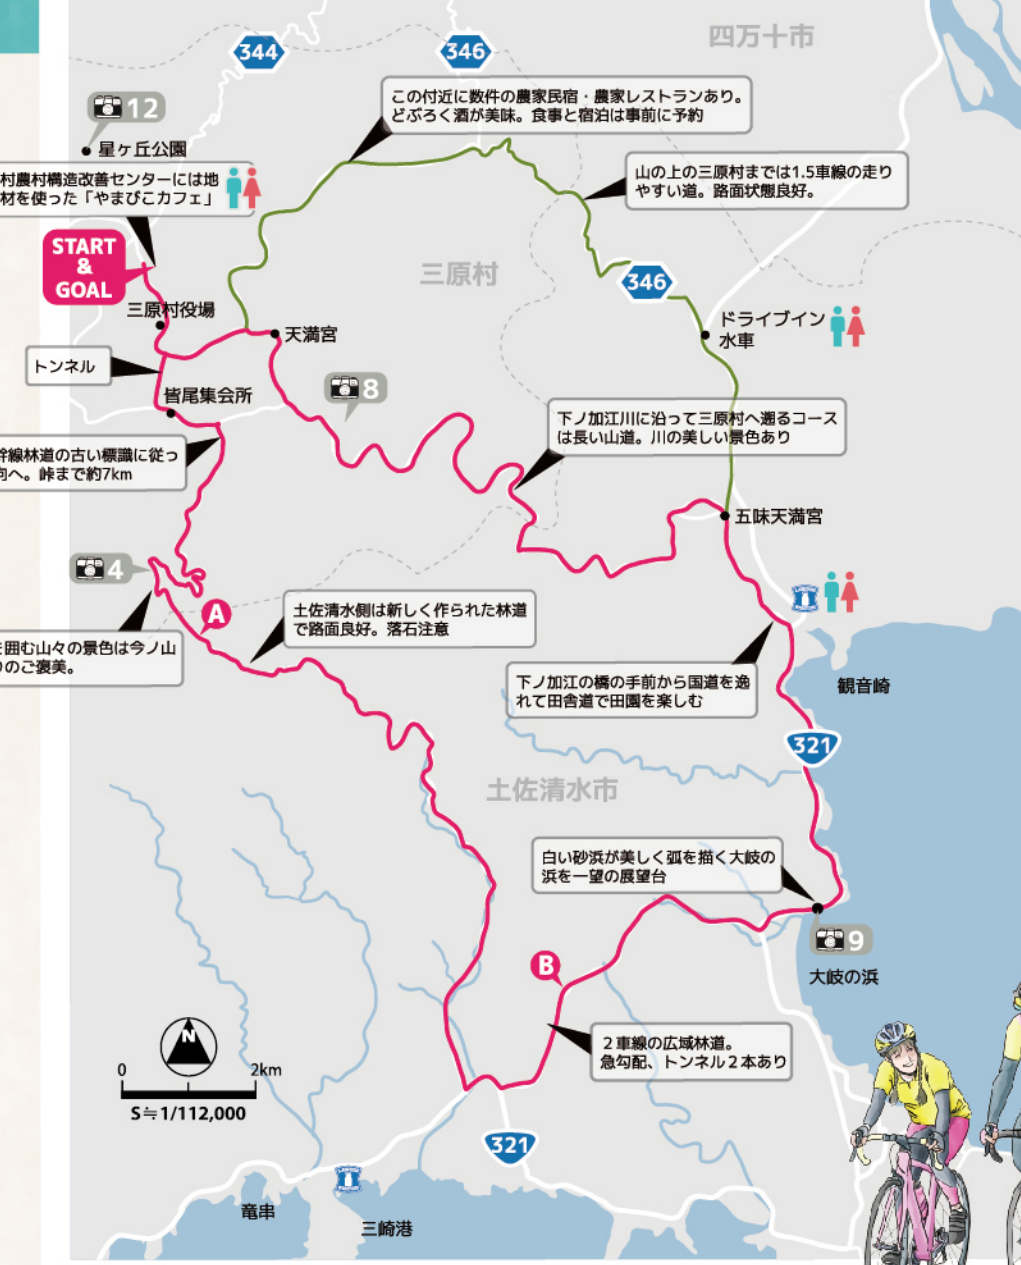 四万十市
344
346
この付近に数件の農家民宿・農家レストランあり。
どぶろく酒が美味。食事と宿泊は事前に予約
12
星ヶ丘公園
村農村構造改善センターには地
材を使った「やまびこカフェ」
山の上の三原村までは1.5車線の走り
やすい道。路面状態良好。
START
&
GOAL
三原村
346
三原村役場
天満宮
ドライブイン
水車
トンネル
8
皆尾集会所
下ノ加江川に沿って三原村へ遡るコース
は長い山道。川の美しい景色あり
幹線林道の古い標識に従っ
向へ。峠まで約7km
五味天満宮
4
A
土佐清水側は新しく作られた林道
で路面良好。落石注意
を囲む山々の景色は今ノ山
りのご褒美。
下ノ加江の橋の手前から国道を逸
れて田舎道で田園を楽しむ
観音崎
321
土佐清水市
白い砂浜が美しく弧を描く大岐の
浜を一望の展望台
9
大岐の浜
B
2車線の広域林道。
急勾配、トンネル2本あり
N
0 2km
S≒1/112,000
321
竜串
三崎港